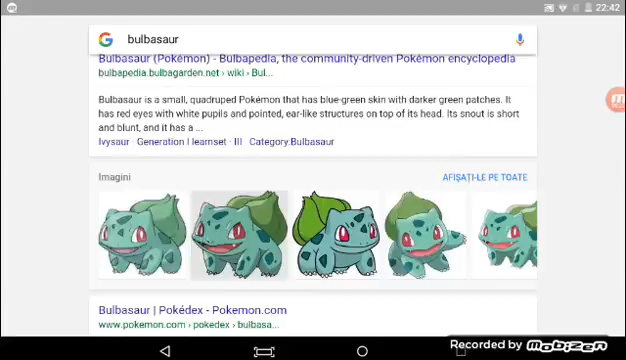 22:42
bulbasaur
Bulbasaur (Pokémon) - Bulbapedia, the community-driven Pokémon encyclopedia
bulbapedia.bulbagarden.net › wiki › Bul...
Bulbasaur is a small, quadruped Pokémon that has blue-green skin with darker green patches. It
has red eyes with white pupils and pointed, ear-like structures on top of its head. Its snout is short
and blunt, and it has a ...
Ivysaur · Generation I learnset · III · Category:Bulbasaur
Imagini
AFIȘAȚI-LE PE TOATE
Bulbasaur | Pokédex - Pokemon.com
www.pokemon.com › pokedex › bulbasa...
Recorded by mobizen